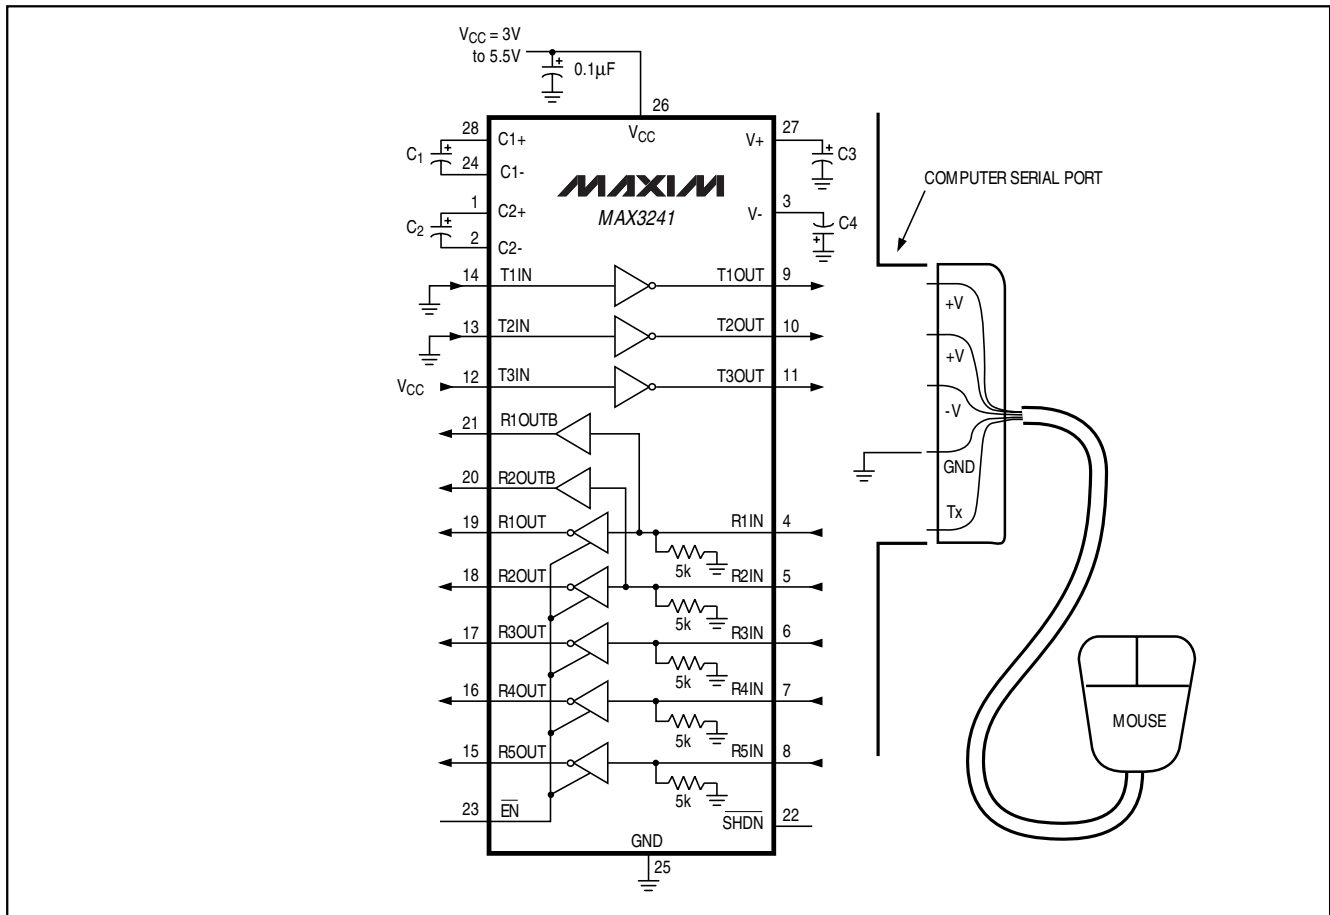 VCC = 3V
to 5.5V
0.1μF
26
VCC
28
C1+
C1
24
C1-
1
C2+
C2
2
C2-
MAXIM
MAX3241
27
V+
C3
3
V-
C4
COMPUTER SERIAL PORT
14
T1IN
T1OUT
9
13
T2IN
T2OUT
10
VCC
12
T3IN
T3OUT
11
21
R1OUTB
20
R2OUTB
19
R1OUT
R1IN
4
5k
18
R2OUT
R2IN
5
5k
17
R3OUT
R3IN
6
5k
16
R4OUT
R4IN
7
5k
15
R5OUT
R5IN
8
5k
23
EN
SHDN
22
GND
25
+V
+V
-V
GND
Tx
MOUSE